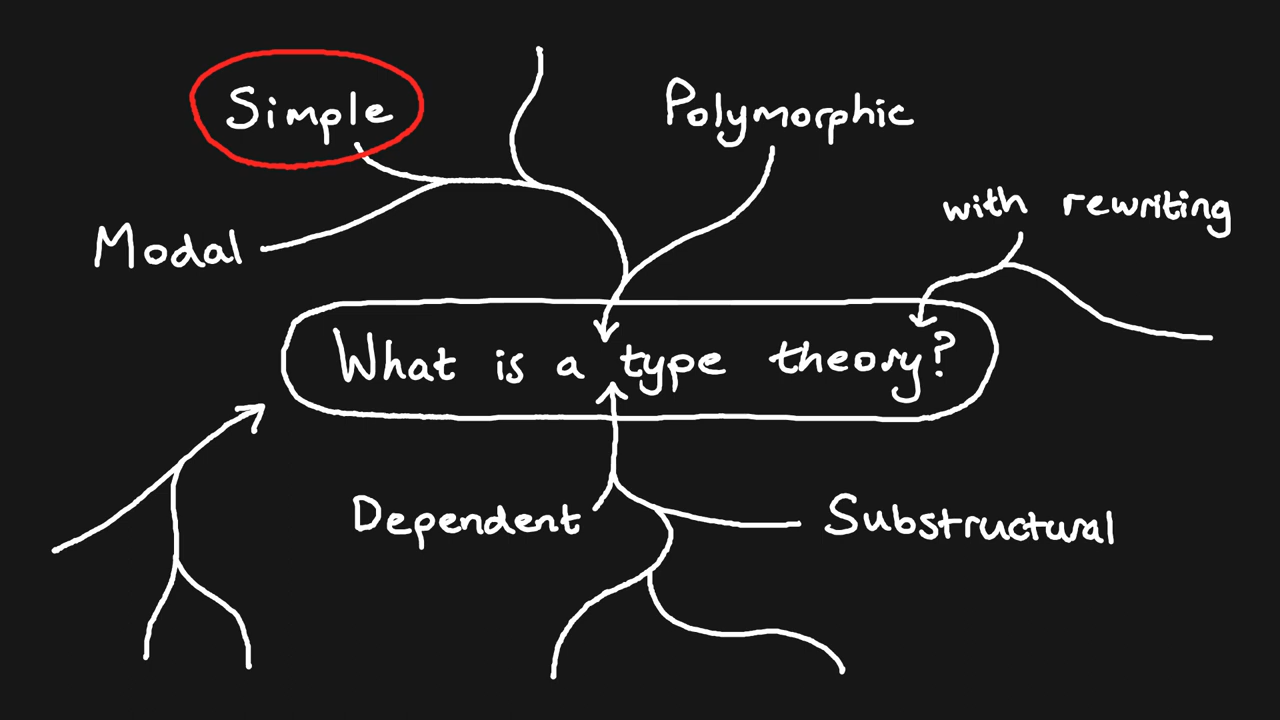 Simple
Polymorphic
with rewriting
Modal
What is a type theory?
Dependent
Substructural